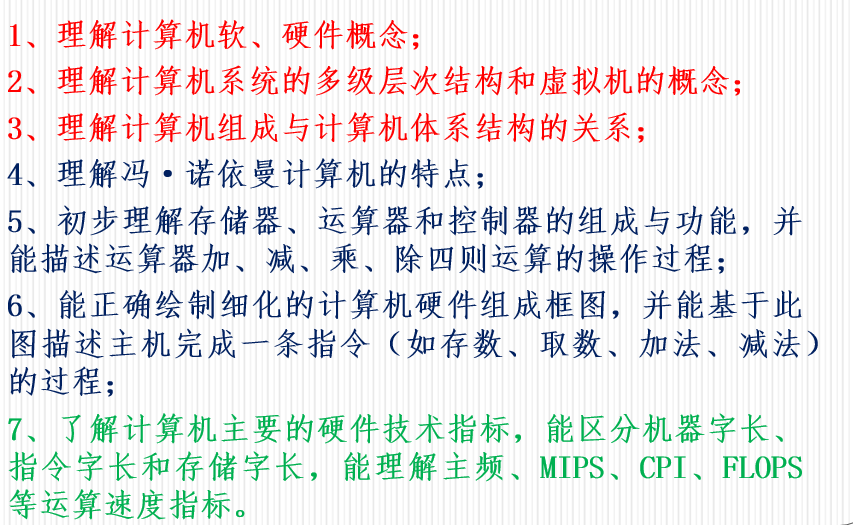 1、理解计算机软、硬件概念；
2、理解计算机系统的多级层次结构和虚拟机的概念；
3、理解计算机组成与计算机体系结构的关系；
4、理解冯·诺依曼计算机的特点；
5、初步理解存储器、运算器和控制器的组成与功能，并
能描述运算器加、减、乘、除四则运算的操作过程；
6、能正确绘制细化的计算机硬件组成框图，并能基于此
图描述主机完成一条指令（如存数、取数、加法、减法）
的过程；
7、了解计算机主要的硬件技术指标，能区分机器字长、
指令字长和存储字长，能理解主频、MIPS、CPI、FLOPS
等运算速度指标。